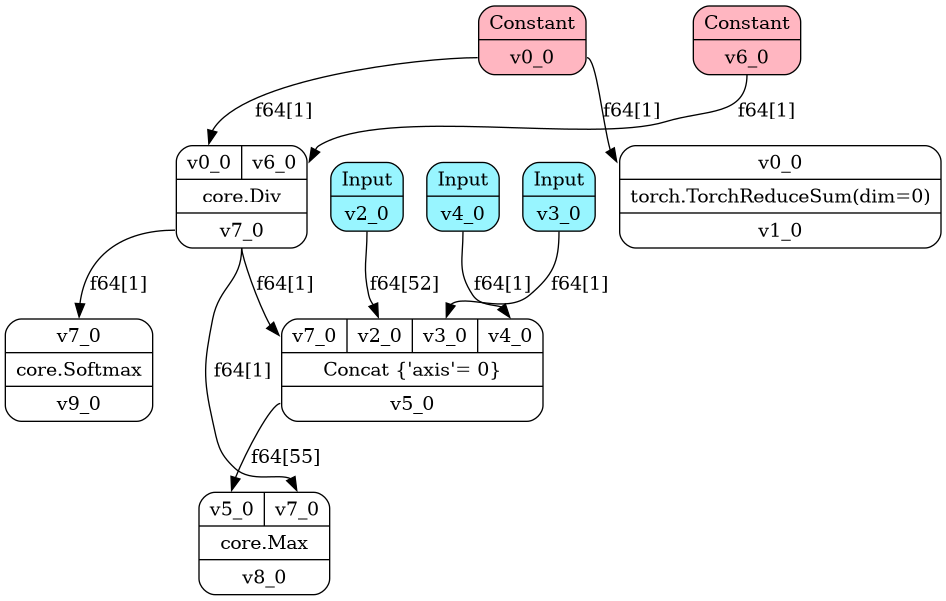 Constant
v0_0
Constant
v6_0
f64[1]
f64[1]
f64[1]
v0_0
v6_0
core.Div
v7_0
Input
v2_0
Input
v4_0
Input
v3_0
v0_0
torch.TorchReduceSum(dim=0)
v1_0
f64[1]
f64[1]
f64[52]
f64[1]
f64[1]
v7_0
core.Softmax
v9_0
f64[1]
v7_0
v2_0
v3_0
v4_0
Concat {'axis'= 0}
v5_0
f64[55]
v5_0
v7_0
core.Max
v8_0